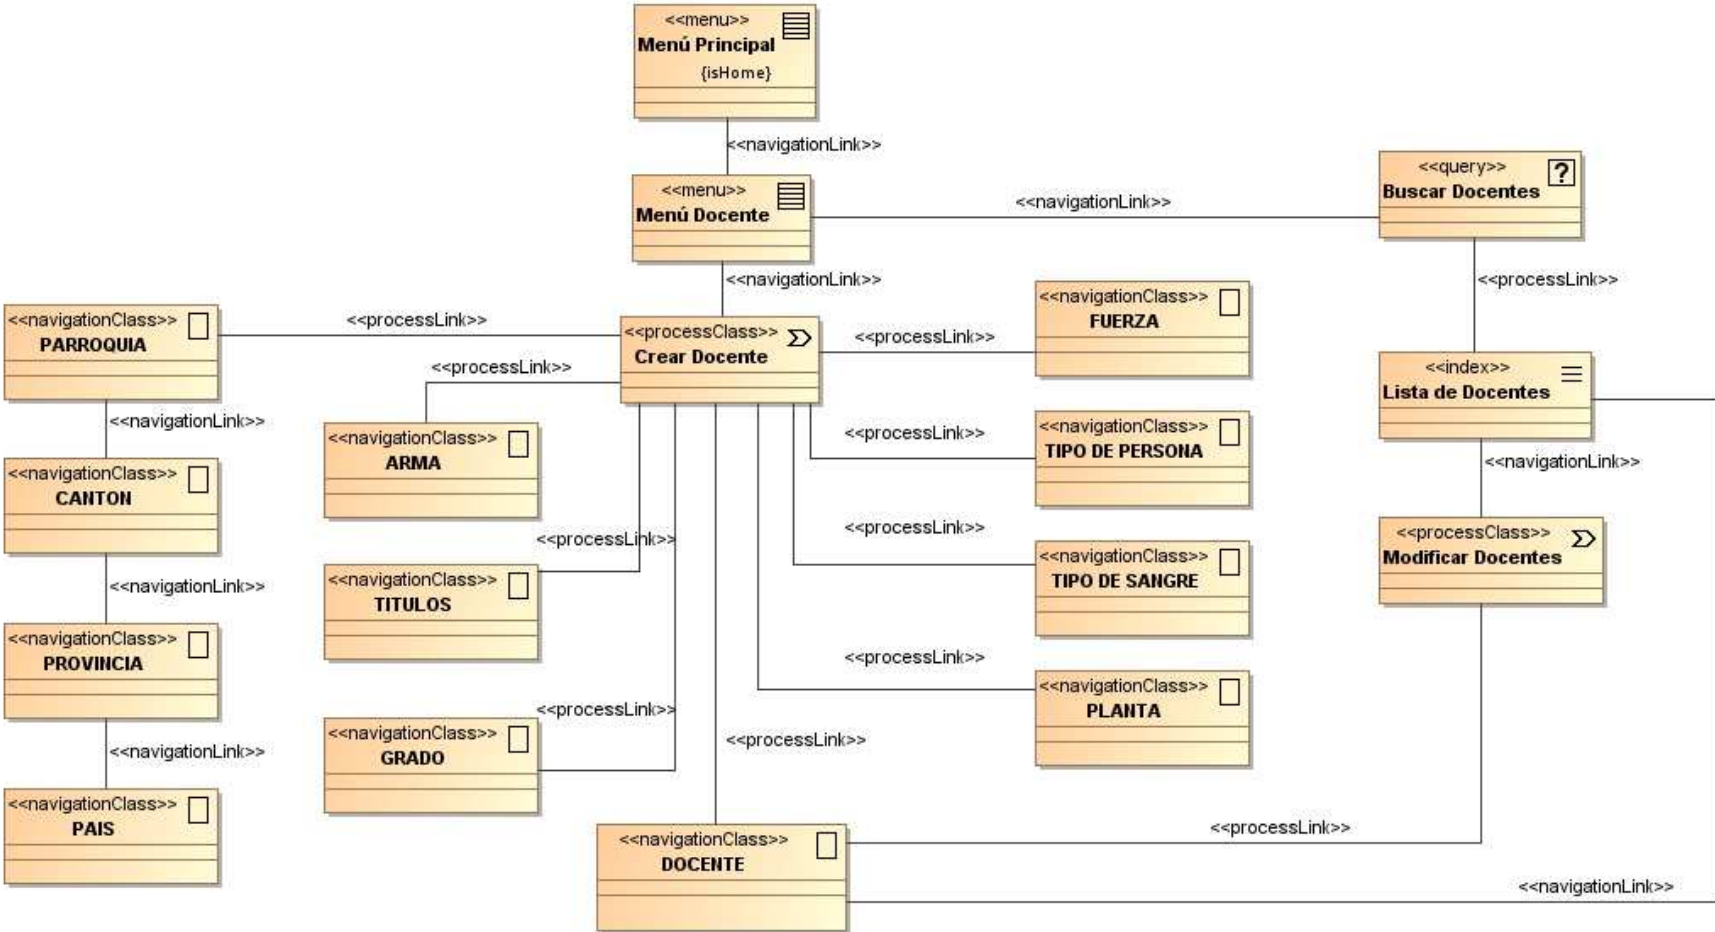 <<menu>>
Menú Principal
{isHome}
<<navigationLink>>
<<menu>>
Menú Docente
<<navigationLink>>
<<query>>
Buscar Docentes
?
<<navigationLink>>
<<processLink>>
<<navigationClass>>
PARROQUIA
<<processLink>>
<<processClass>>
Crear Docente
<<processLink>>
<<navigationClass>>
FUERZA
<<index>>
Lista de Docentes
<<processLink>>
<<navigationLink>>
<<navigationClass>>
ARMA
<<processLink>>
<<navigationClass>>
TIPO DE PERSONA
<<navigationLink>>
<<navigationClass>>
CANTON
<<processLink>>
<<processLink>>
<<navigationClass>>
TIPO DE SANGRE
<<processClass>>
Modificar Docentes
<<navigationLink>>
<<navigationClass>>
TITULOS
<<navigationClass>>
PROVINCIA
<<processLink>>
<<navigationClass>>
PLANTA
<<processLink>>
<<navigationLink>>
<<navigationClass>>
GRADO
<<processLink>>
<<navigationClass>>
PAIS
<<navigationClass>>
DOCENTE
<<processLink>>
<<navigationLink>>